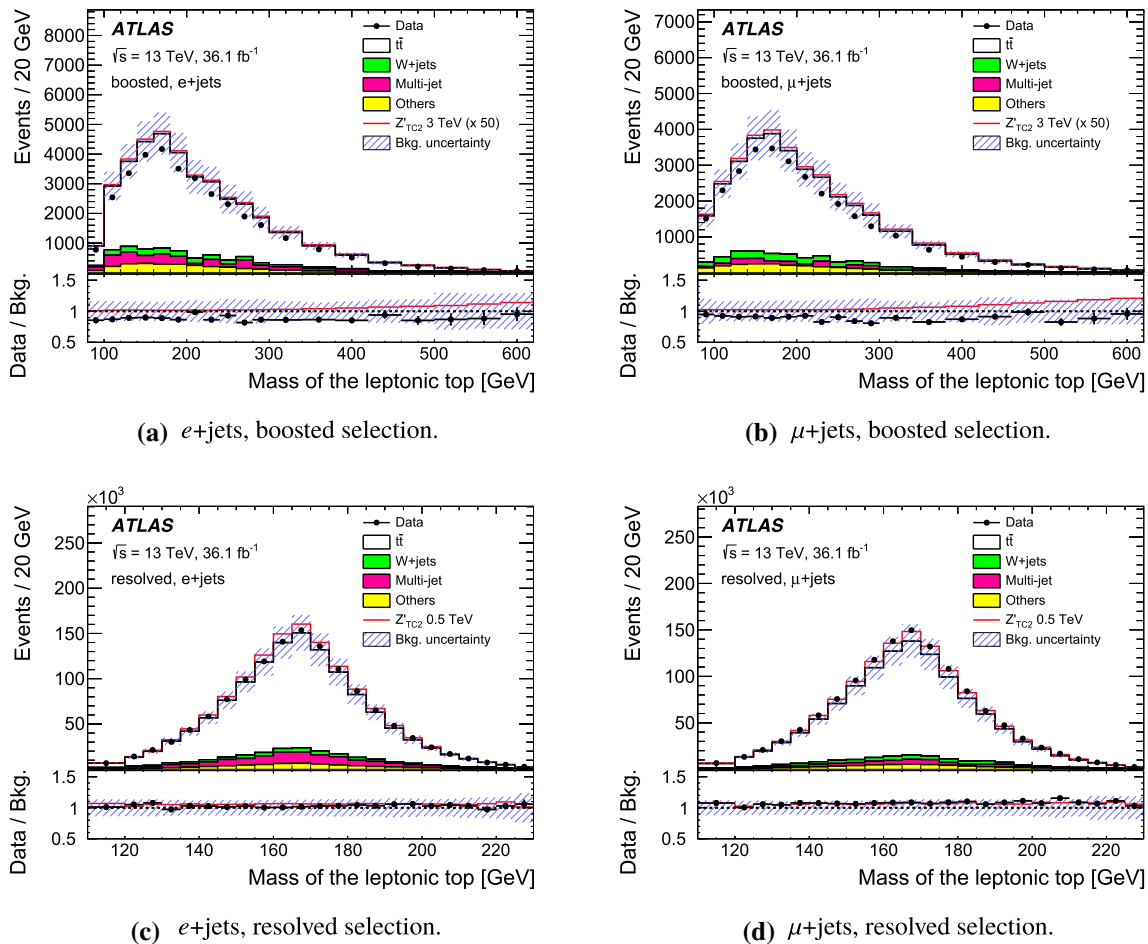 ATLAS
√s = 13 TeV, 36.1 fb-1
boosted, e+jets
Data
tt̄
W+jets
Multi-jet
Others
Z'TC2 3 TeV (x 50)
Bkg. uncertainty
Events / 20 GeV
8000
7000
6000
5000
4000
3000
2000
1000
Data / Bkg.
1.5
1
0.5
100 200 300 400 500 600
Mass of the leptonic top [GeV]
(a) e+jets, boosted selection.
ATLAS
√s = 13 TeV, 36.1 fb-1
boosted, μ+jets
Data
tt̄
W+jets
Multi-jet
Others
Z'TC2 3 TeV (x 50)
Bkg. uncertainty
Events / 20 GeV
7000
6000
5000
4000
3000
2000
1000
Data / Bkg.
1.5
1
0.5
100 200 300 400 500 600
Mass of the leptonic top [GeV]
(b) μ+jets, boosted selection.
×10³
ATLAS
√s = 13 TeV, 36.1 fb-1
resolved, e+jets
Data
tt̄
W+jets
Multi-jet
Others
Z'TC2 0.5 TeV
Bkg. uncertainty
Events / 20 GeV
250
200
150
100
50
Data / Bkg.
1.5
1
0.5
120 140 160 180 200 220
Mass of the leptonic top [GeV]
(c) e+jets, resolved selection.
×10³
ATLAS
√s = 13 TeV, 36.1 fb-1
resolved, μ+jets
Data
tt̄
W+jets
Multi-jet
Others
Z'TC2 0.5 TeV
Bkg. uncertainty
Events / 20 GeV
250
200
150
100
50
Data / Bkg.
1.5
1
0.5
120 140 160 180 200 220
Mass of the leptonic top [GeV]
(d) μ+jets, resolved selection.